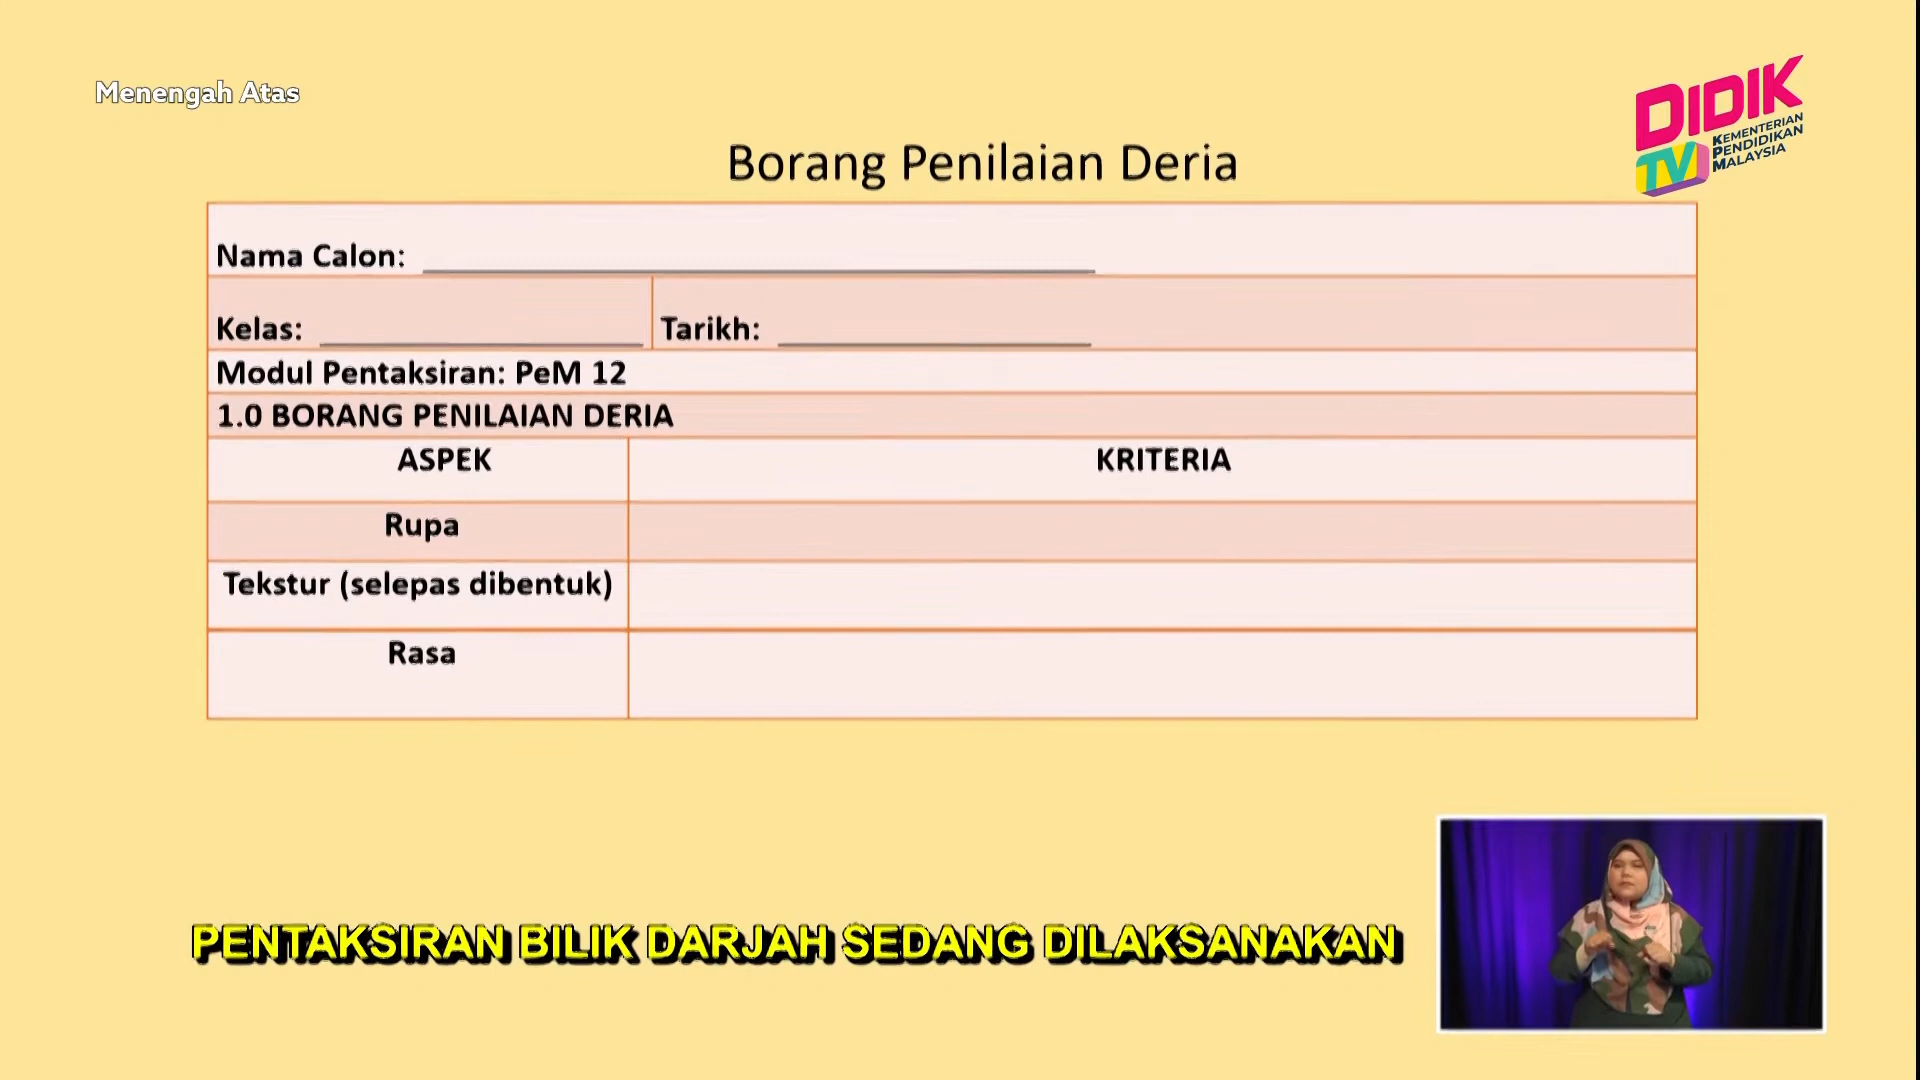 Menengah Atas
DIDIK
TV
KEMENTERIAN
PENDIDIKAN
MALAYSIA
Borang Penilaian Deria
Nama Calon:
Kelas:
Tarikh:
Modul Pentaksiran: PeM 12
1.0 BORANG PENILAIAN DERIA
ASPEK
KRITERIA
Rupa
Tekstur (selepas dibentuk)
Rasa
PENTAKSIRAN BILIK DARJAH SEDANG DILAKSANAKAN